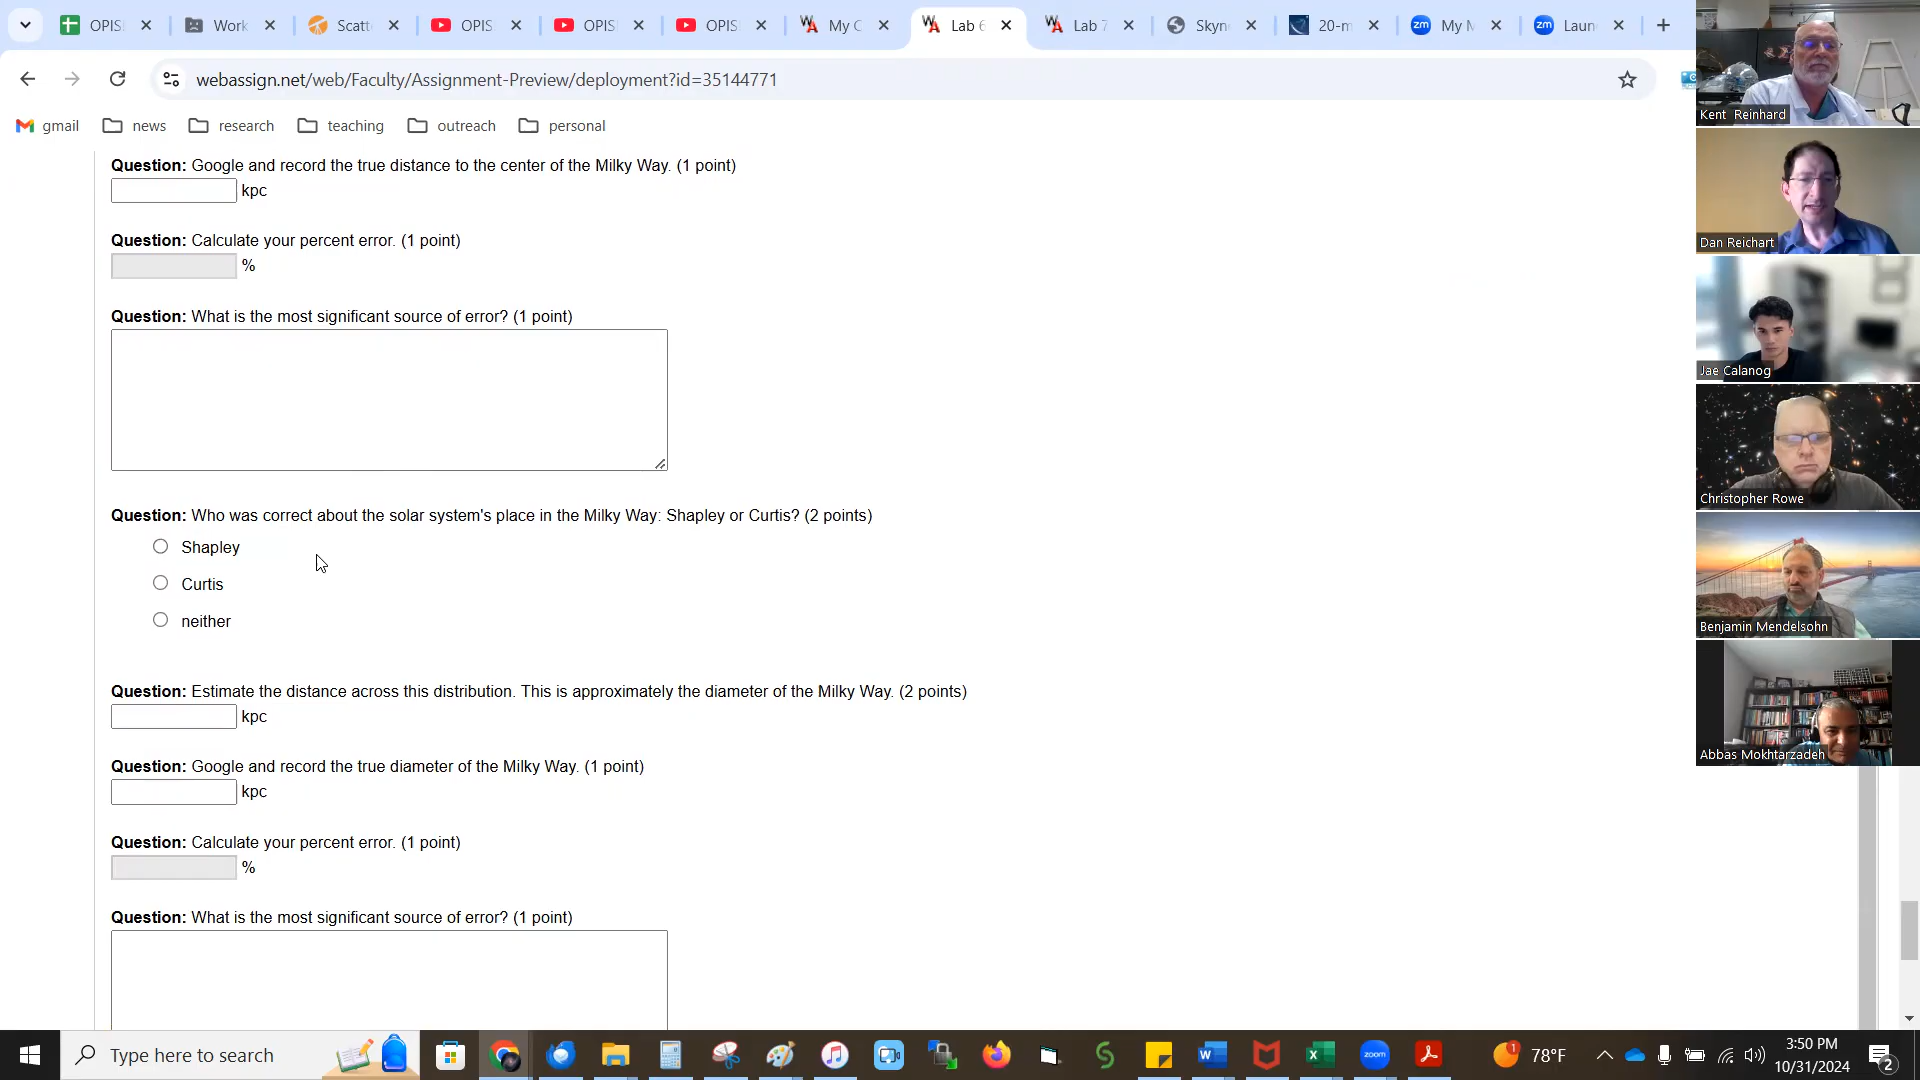 OPIS
Work
Scatt
OPIS
OPIS
OPIS
My C
Lab 6
Lab 7
Skyn
20-m
My M
Laun
webassign.net/web/Faculty/Assignment-Preview/deployment?id=35144771
gmail
news
research
teaching
outreach
personal
Question: Google and record the true distance to the center of the Milky Way. (1 point)
kpc
Question: Calculate your percent error. (1 point)
%
Question: What is the most significant source of error? (1 point)
Question: Who was correct about the solar system's place in the Milky Way: Shapley or Curtis? (2 points)
Shapley
Curtis
neither
Question: Estimate the distance across this distribution. This is approximately the diameter of the Milky Way. (2 points)
kpc
Question: Google and record the true diameter of the Milky Way. (1 point)
kpc
Question: Calculate your percent error. (1 point)
%
Question: What is the most significant source of error? (1 point)
Kent Reinhard
Dan Reichart
Jae Calanog
Christopher Rowe
Benjamin Mendelsohn
Abbas Mokhtarzadeh
Type here to search
zoom
1
78°F
3:50 PM
10/31/2024
2